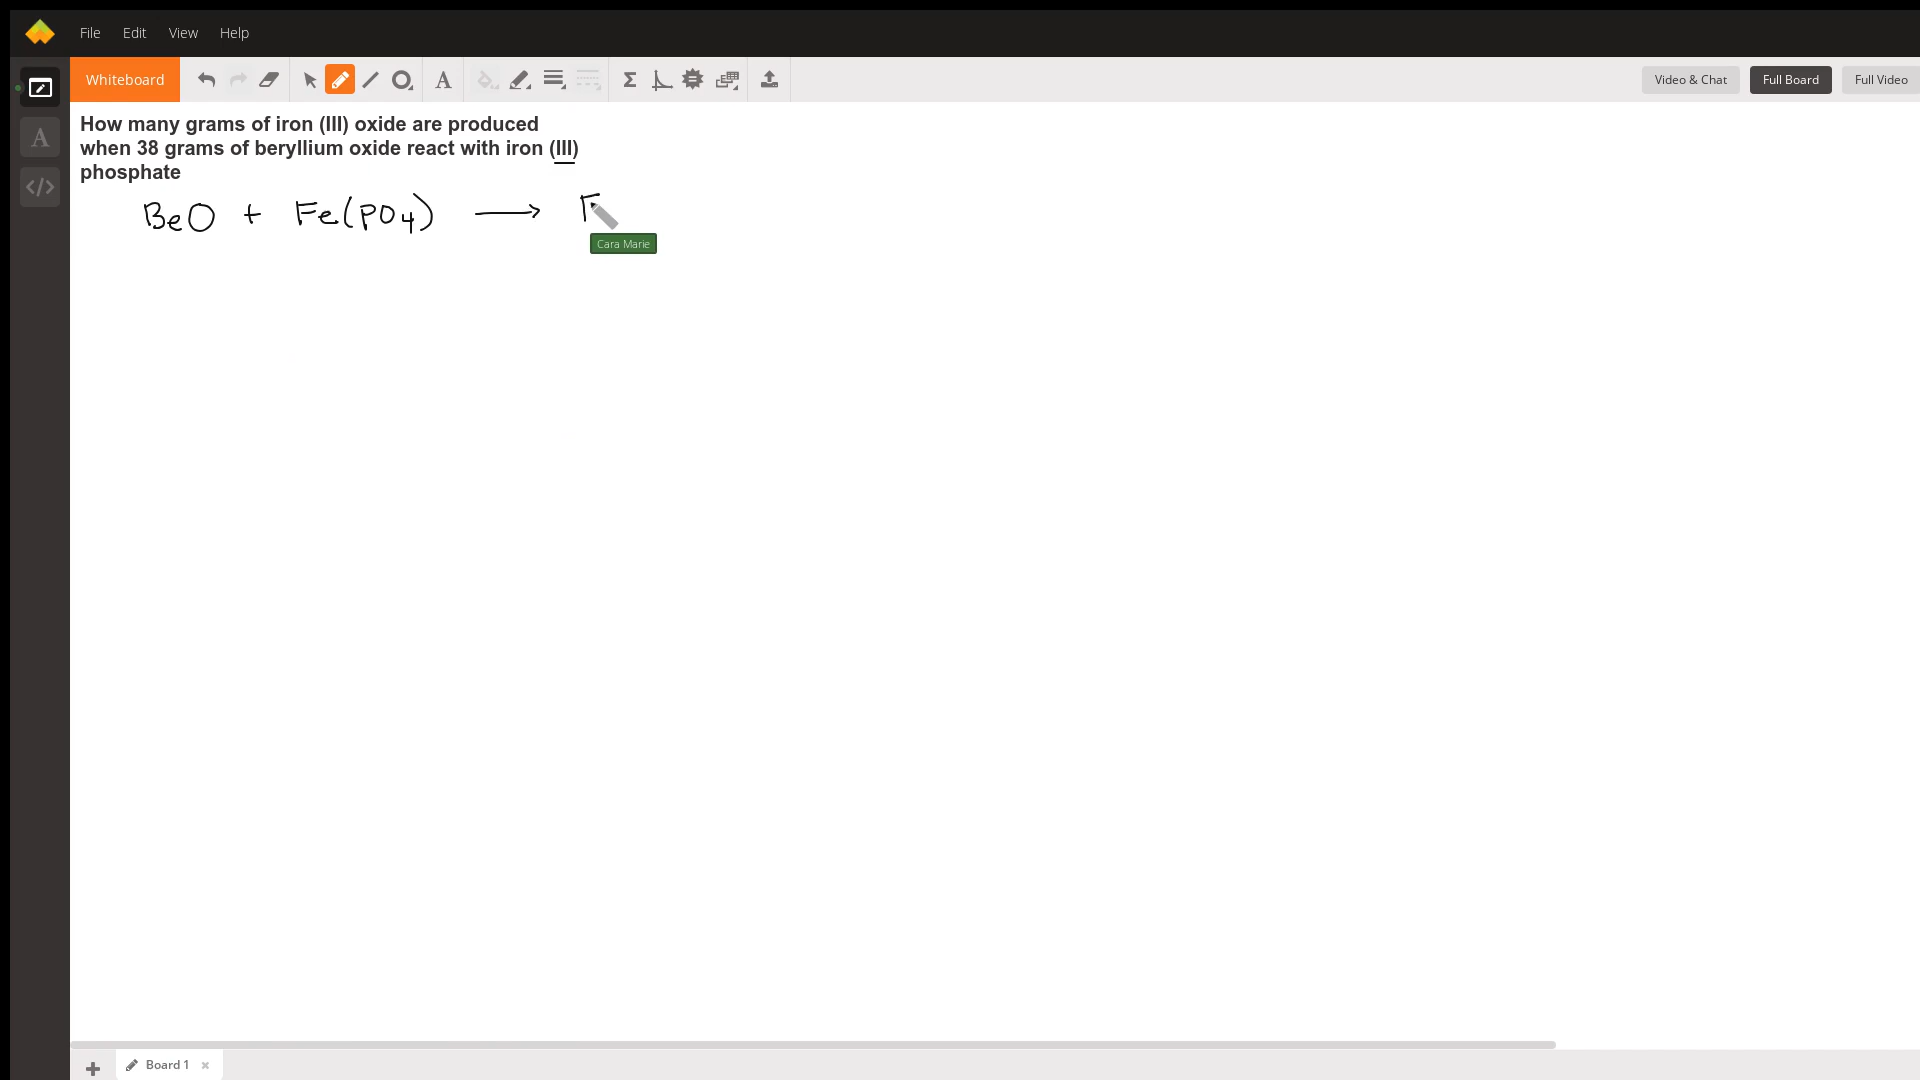 File Edit View Help
Whiteboard A Σ Video & Chat Full Board Full Video
A
</>
How many grams of iron (III) oxide are produced
when 38 grams of beryllium oxide react with iron (III)
phosphate
BeO + Fe(PO4) → F
Cara Marie
+ Board 1 ×